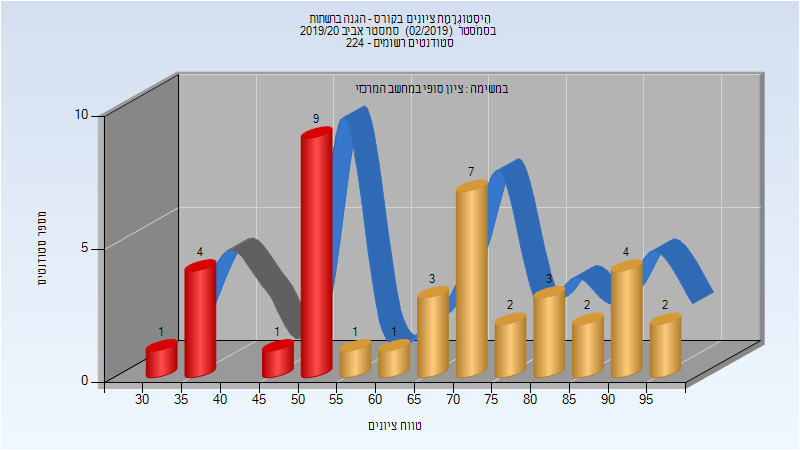 היסטוגרמת ציונים בקורס - הגנה ברשתות
בסמסטר (02/2019) סמסטר אביב 2019/20
סטודנטים רשומים - 224
במשימה : ציון סופי במחשב המרכזי
מספר סטודנטים
10
5
0
1
4
1
9
1
1
3
7
2
3
2
4
2
30 35 40 45 50 55 60 65 70 75 80 85 90 95
טווח ציונים